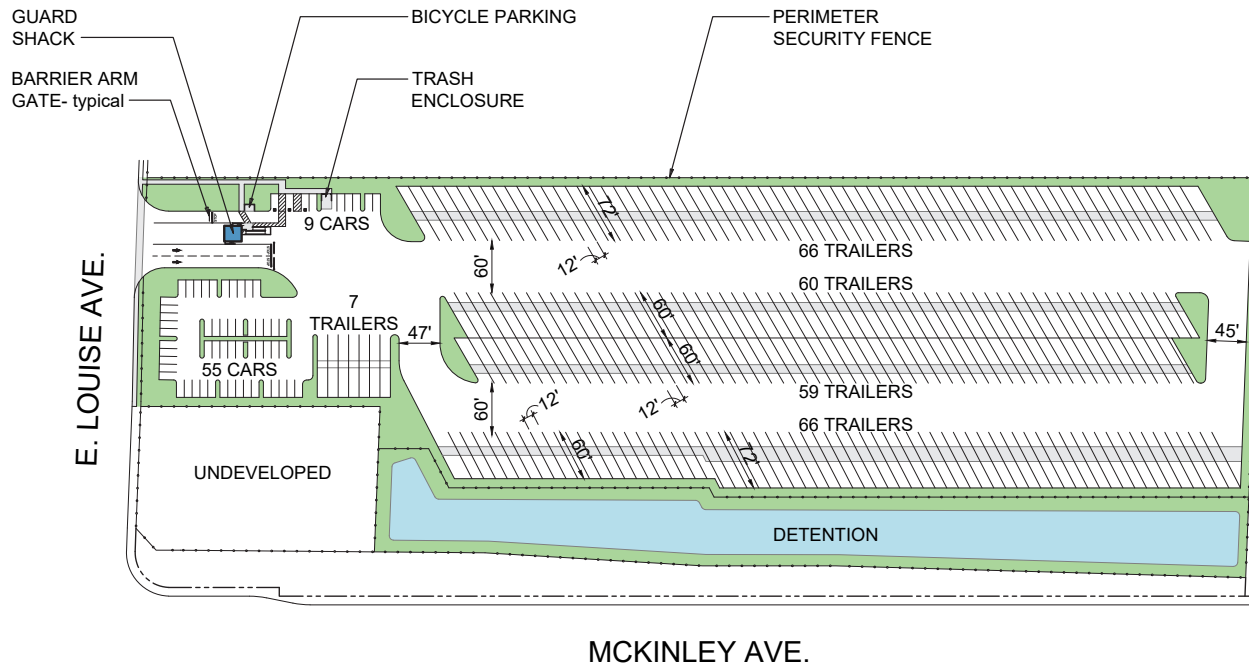 GUARD
SHACK
BICYCLE PARKING
PERIMETER
SECURITY FENCE
BARRIER ARM
GATE- typical
TRASH
ENCLOSURE
9 CARS
72'
12'
66 TRAILERS
60'
60 TRAILERS
7
TRAILERS
47'
60'
60'
45'
55 CARS
59 TRAILERS
60'
12'
12'
66 TRAILERS
60'
72'
E. LOUISE AVE.
UNDEVELOPED
DETENTION
MCKINLEY AVE.